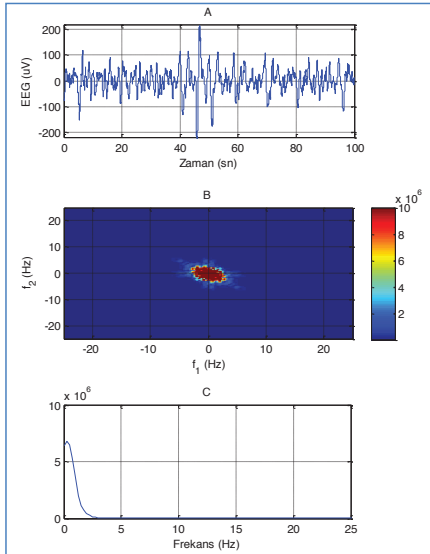 A
200
100
0
-100
-200
EEG (uV)
0 20 40 60 80 100
Zaman (sn)
B
20
10
0
-10
-20
f2 (Hz)
-20 -10 0 10 20
f1 (Hz)
x 10^6
10
8
6
4
2
C
x 10^6
10
5
0
0 5 10 15 20 25
Frekans (Hz)